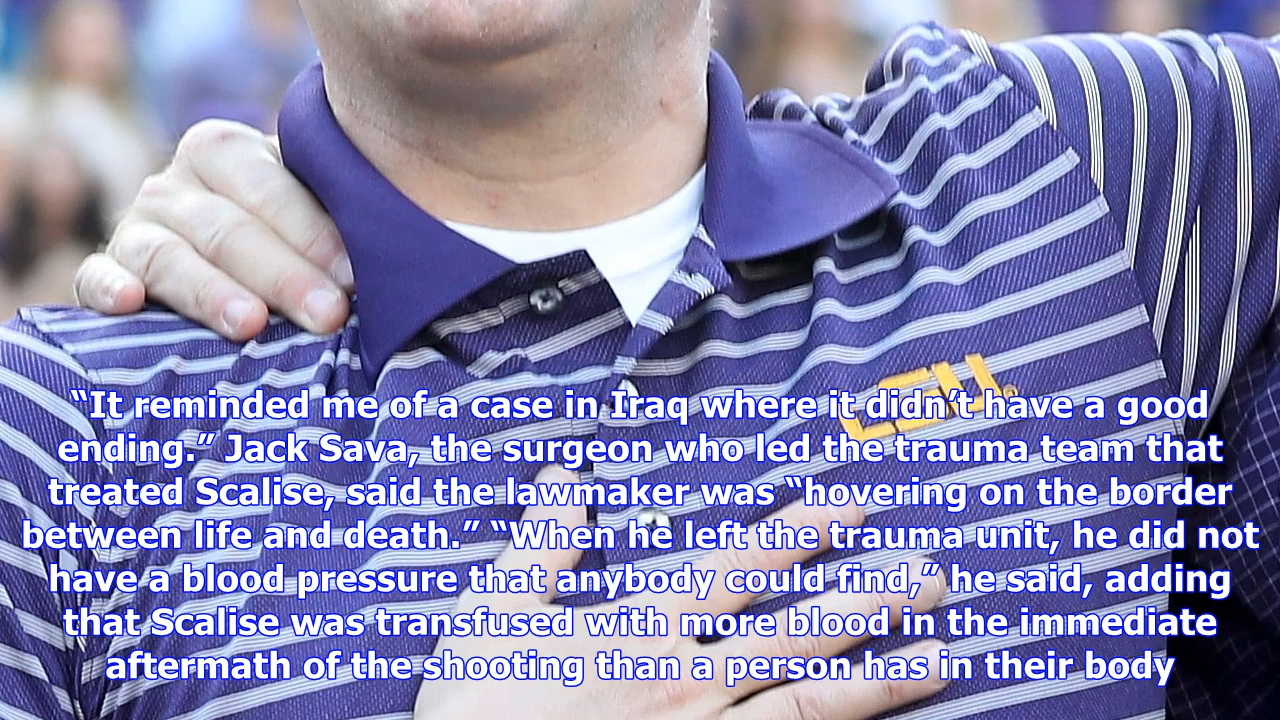 LSU
“It reminded me of a case in Iraq where it didn’t have a good
ending.” Jack Sava, the surgeon who led the trauma team that
treated Scalise, said the lawmaker was “hovering on the border
between life and death.” “When he left the trauma unit, he did not
have a blood pressure that anybody could find,” he said, adding
that Scalise was transfused with more blood in the immediate
aftermath of the shooting than a person has in their body